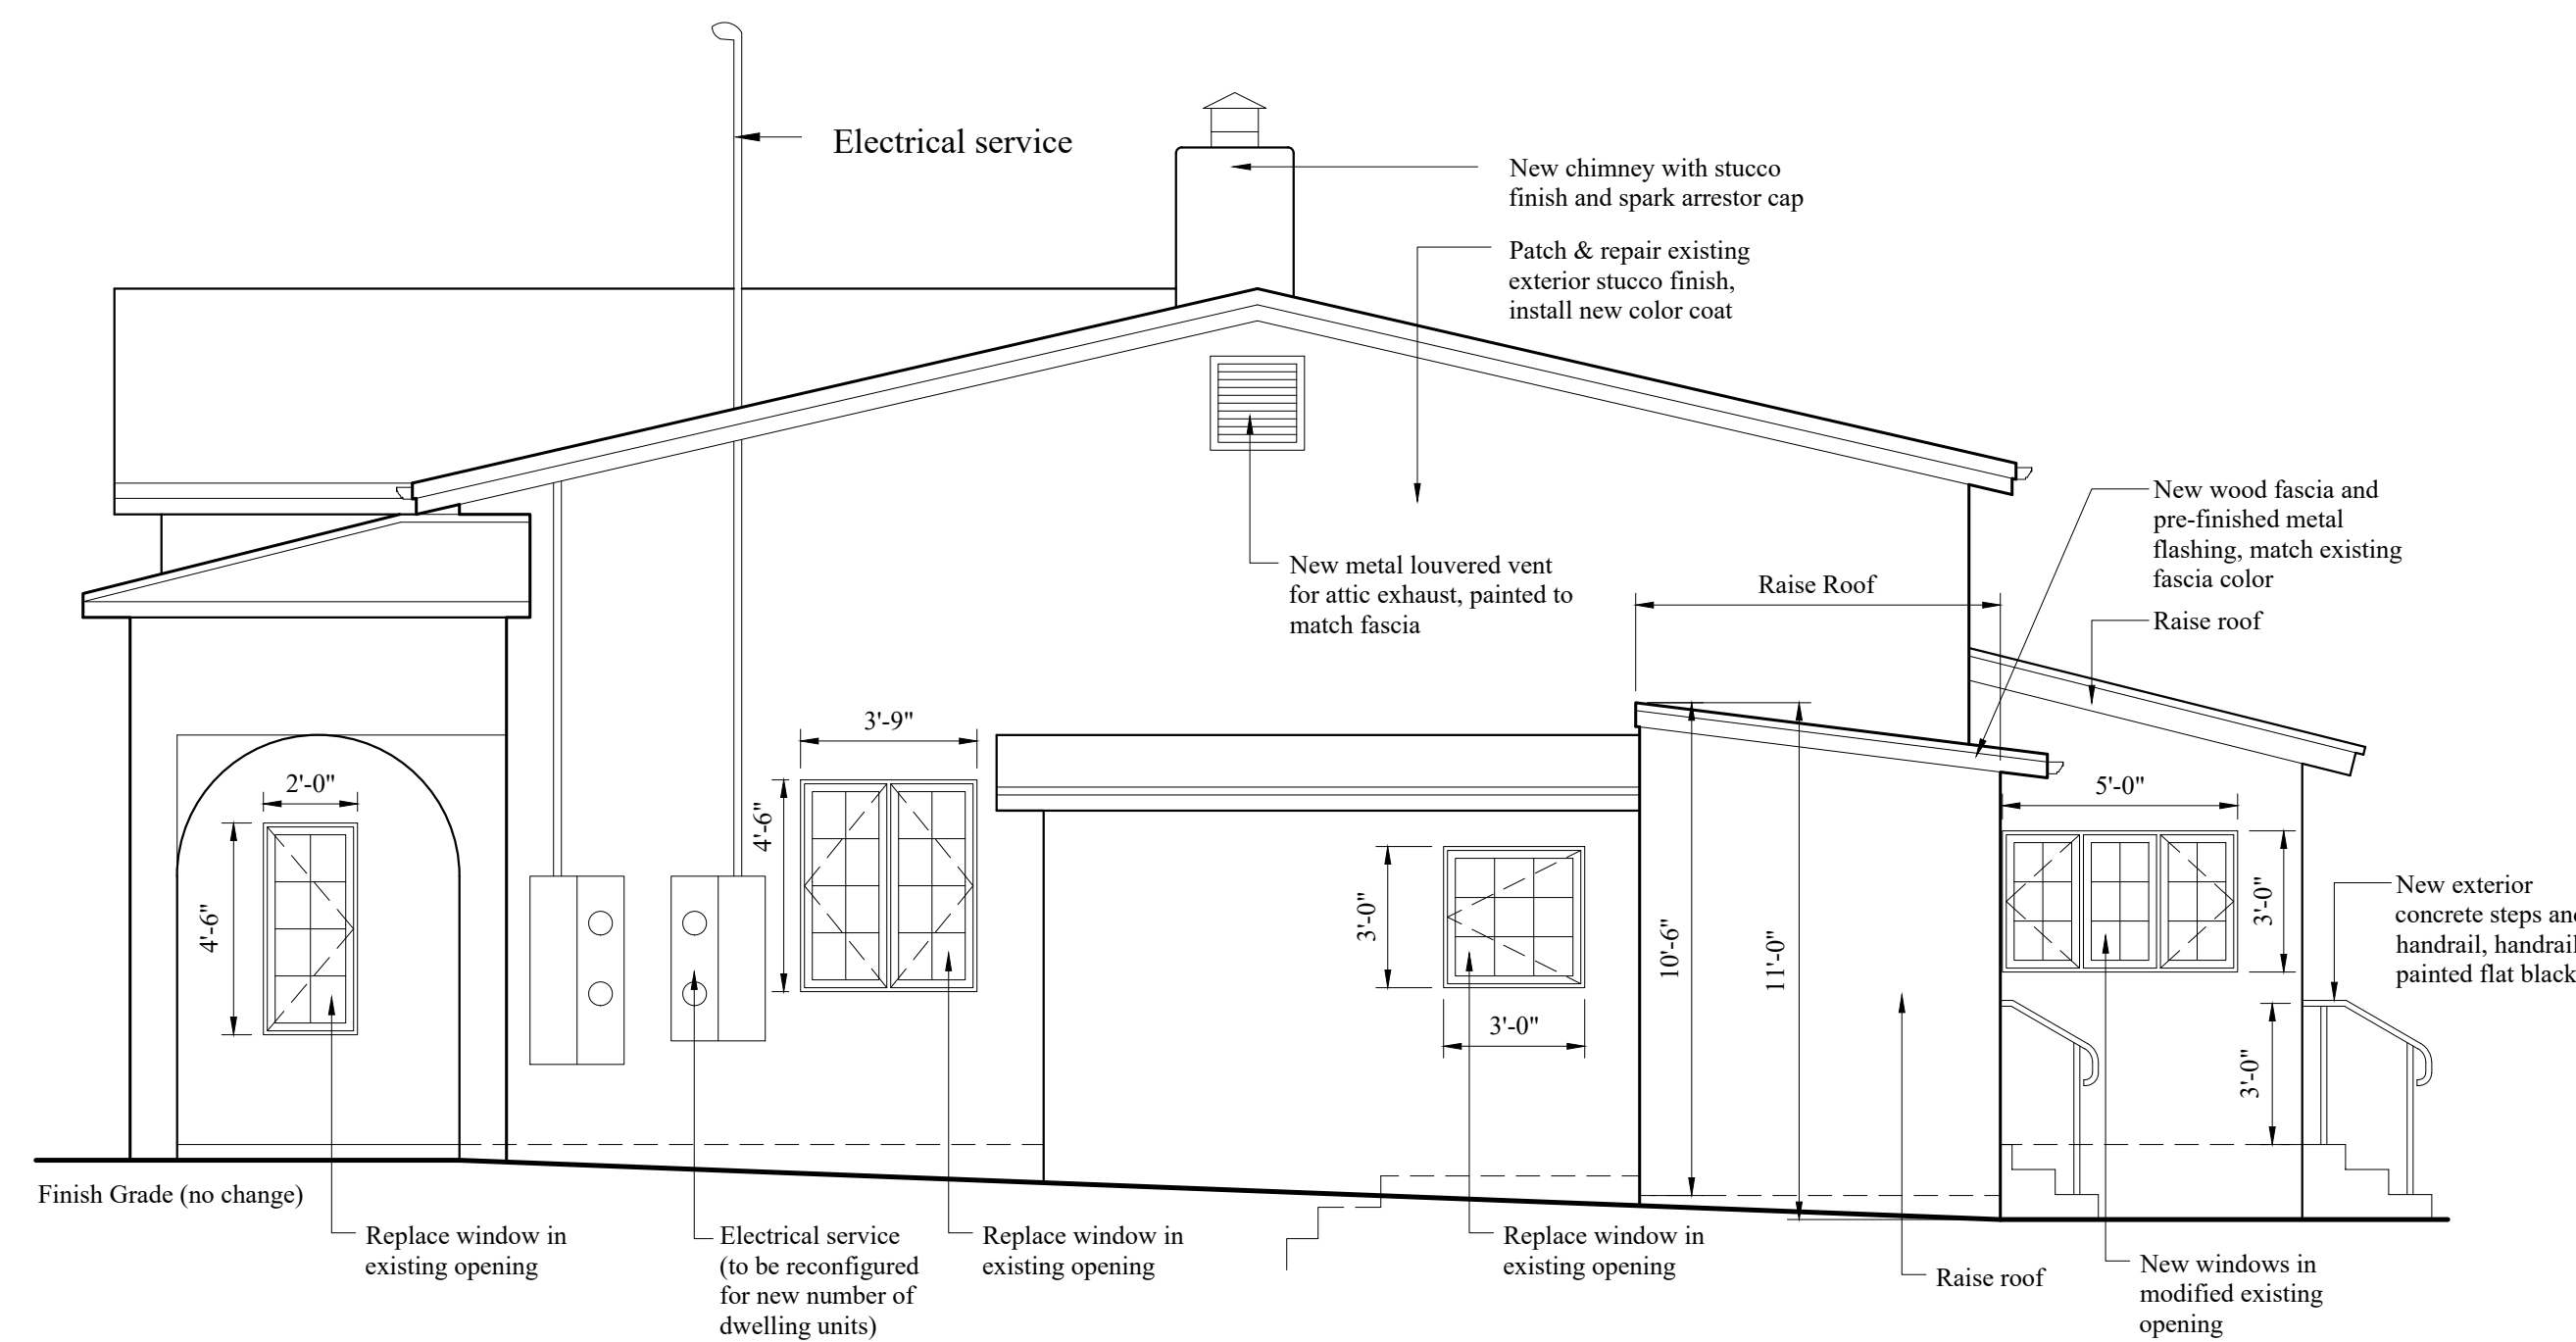 Electrical service
New chimney with stucco
finish and spark arrestor cap
Patch & repair existing
exterior stucco finish,
install new color coat
New wood fascia and
pre-finished metal
flashing, match existing
fascia color
New metal louvered vent
for attic exhaust, painted to
match fascia
Raise Roof
Raise roof
3'-9"
2'-0"
5'-0"
4'-6"
4'-6"
3'-0"
3'-0"
10'-6"
11'-0"
3'-0"
New exterior
concrete steps and
handrail, handrail
painted flat black
3'-0"
3'-0"
Finish Grade (no change)
Replace window in
existing opening
Electrical service
(to be reconfigured
for new number of
dwelling units)
Replace window in
existing opening
Replace window in
existing opening
Raise roof
New windows in
modified existing
opening